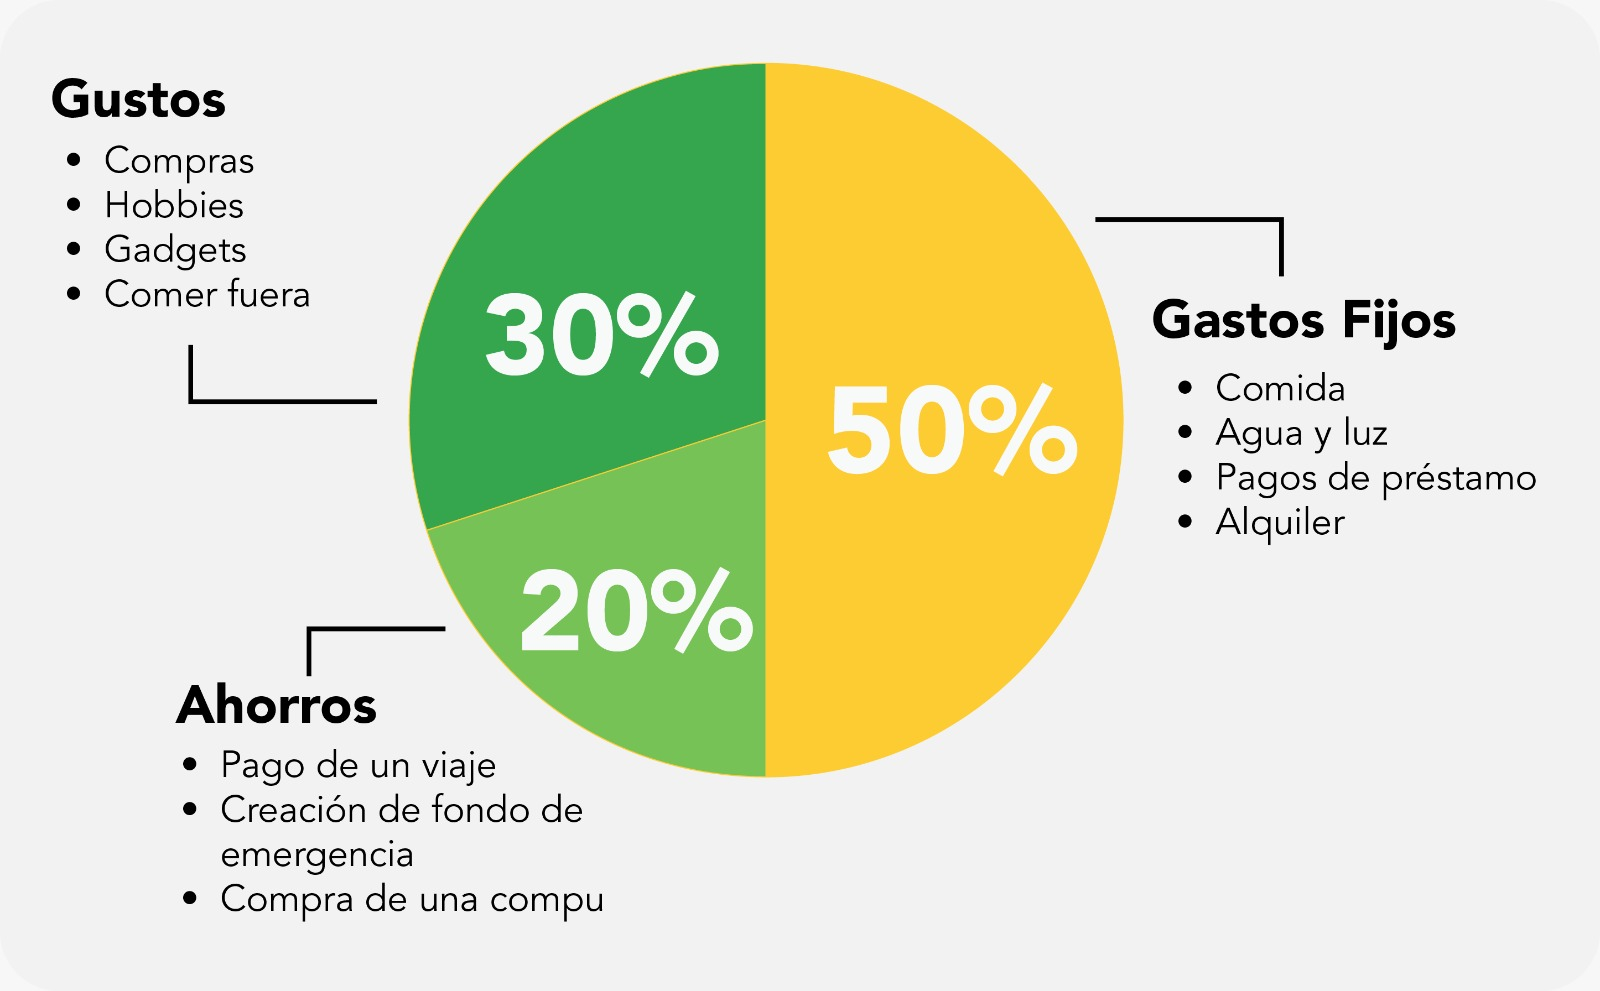 Gustos
• Compras
• Hobbies
• Gadgets
• Comer fuera
30%
50%
Gastos Fijos
• Comida
• Agua y luz
• Pagos de préstamo
• Alquiler
20%
Ahorros
• Pago de un viaje
• Creación de fondo de
emergencia
• Compra de una compu